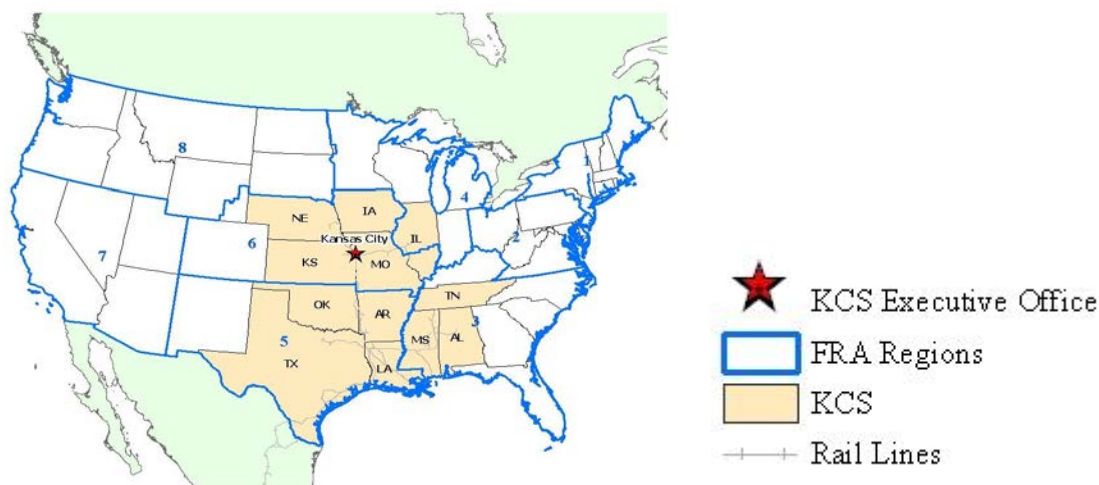 8
1
4
NE
IA
IL
2
Kansas City
6
7
KS
MO
TN
OK
AR
3
MS
AL
5
TX
LA
KCS Executive Office
FRA Regions
KCS
Rail Lines